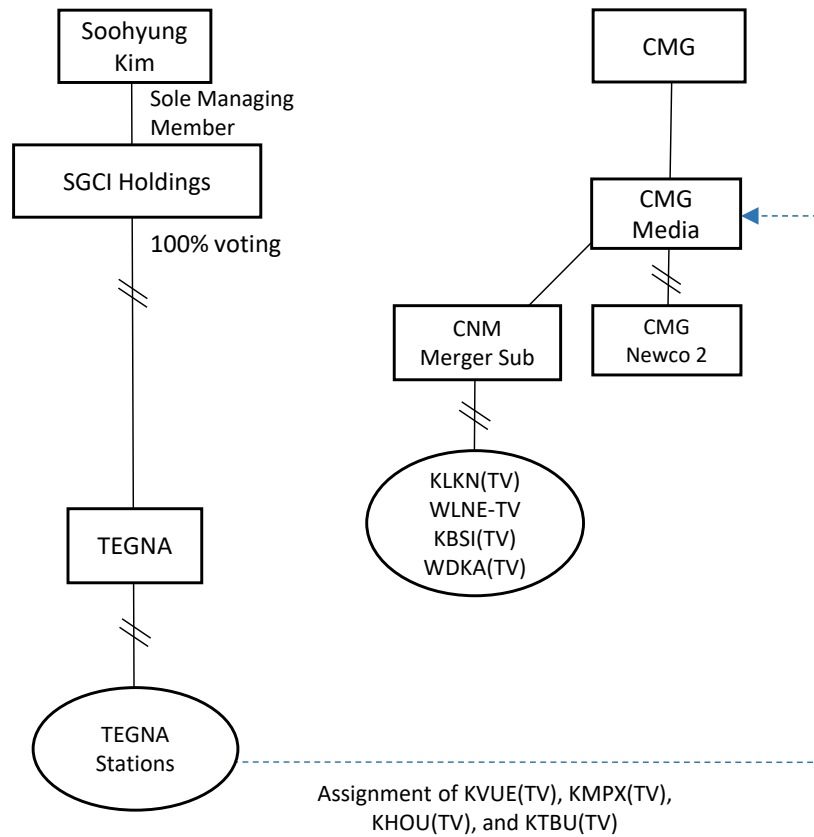 Soohyung
Kim
Sole Managing
Member
SGCI Holdings
100% voting
TEGNA
TEGNA
Stations
CMG
CMG
Media
CNM
Merger Sub
CMG
Newco 2
KLKN(TV)
WLNE-TV
KBSI(TV)
WDKA(TV)
Assignment of KVUE(TV), KMPX(TV),
KHOU(TV), and KTBU(TV)